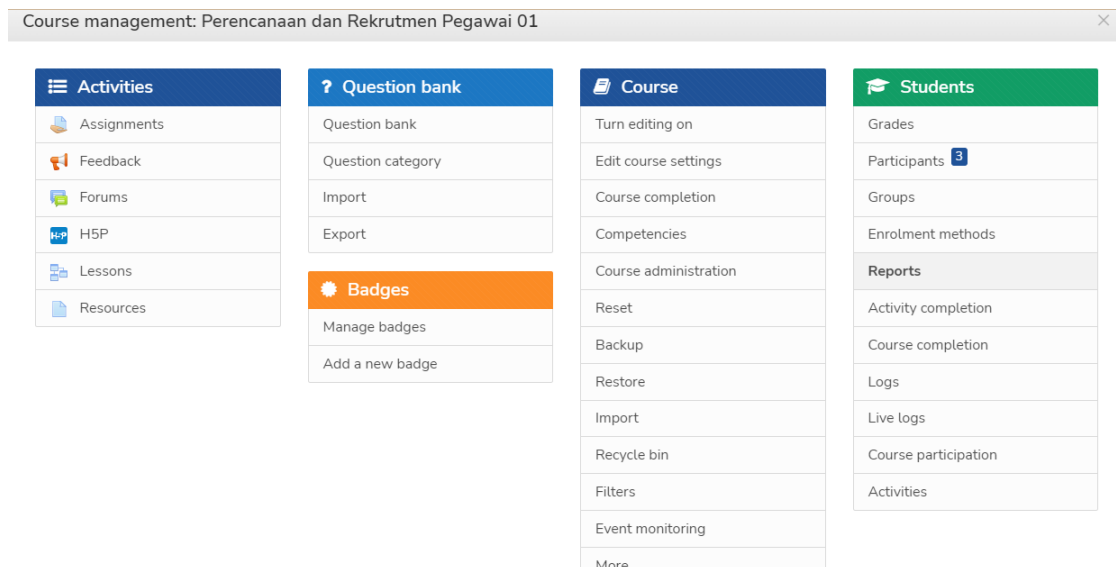 Course management: Perencanaan dan Rekrutmen Pegawai 01
Activities
Assignments
Feedback
Forums
H5P
H5P
Lessons
Resources
? Question bank
Question bank
Question category
Import
Export
Badges
Manage badges
Add a new badge
Course
Turn editing on
Edit course settings
Course completion
Competencies
Course administration
Reset
Backup
Restore
Import
Recycle bin
Filters
Event monitoring
More
Students
Grades
Participants 3
Groups
Enrolment methods
Reports
Activity completion
Course completion
Logs
Live logs
Course participation
Activities